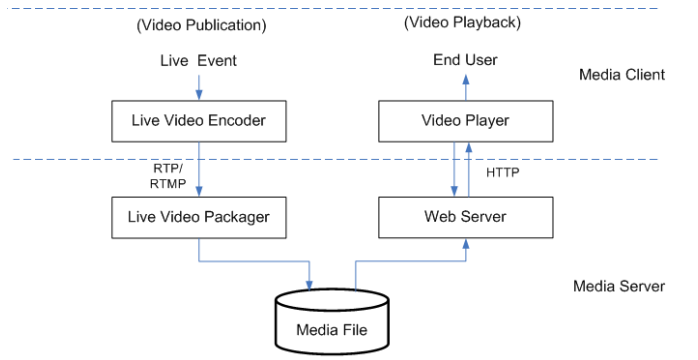 (Video Publication)
(Video Playback)
Live Event
End User
Media Client
Live Video Encoder
Video Player
RTP/
RTMP
HTTP
Live Video Packager
Web Server
Media Server
Media File